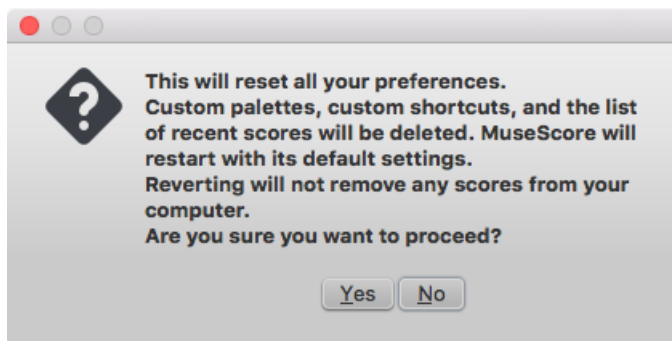 This will reset all your preferences.
Custom palettes, custom shortcuts, and the list
of recent scores will be deleted. MuseScore will
restart with its default settings.
Reverting will not remove any scores from your
computer.
Are you sure you want to proceed?
Yes No